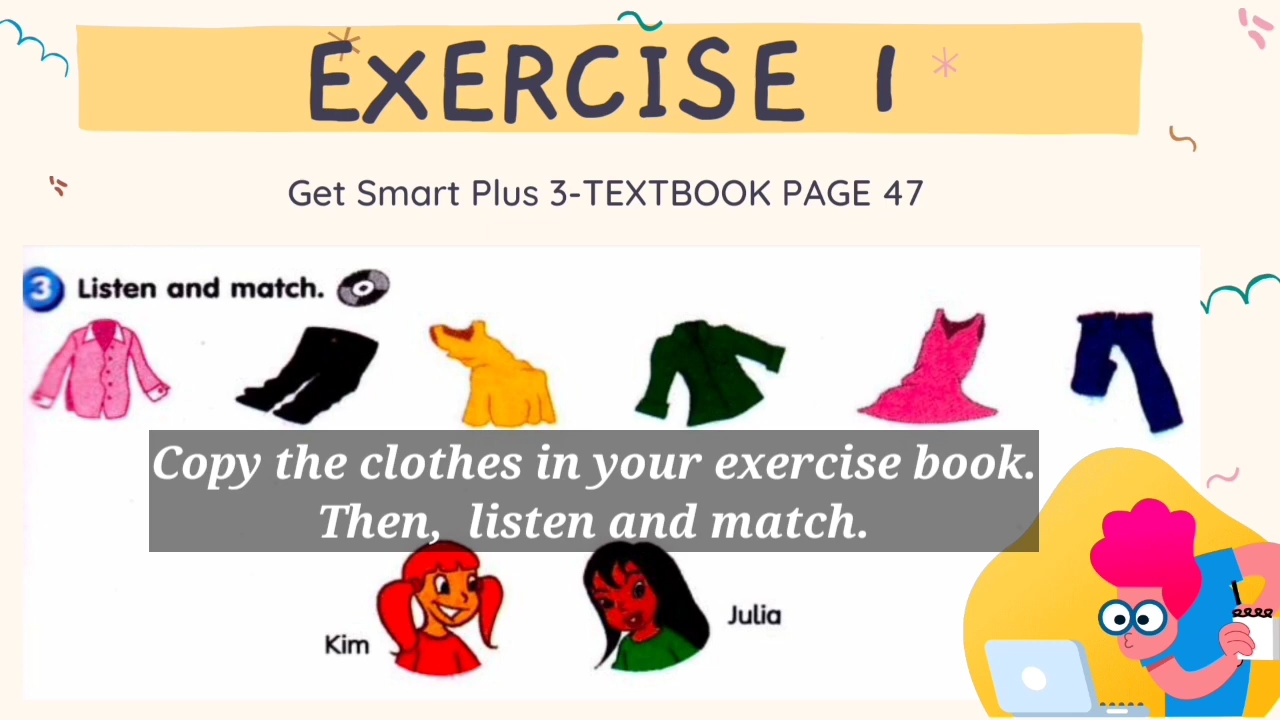 EXERCISE 1
Get Smart Plus 3-TEXTBOOK PAGE 47
3 Listen and match.
Copy the clothes in your exercise book.
Then, listen and match.
Kim
Julia